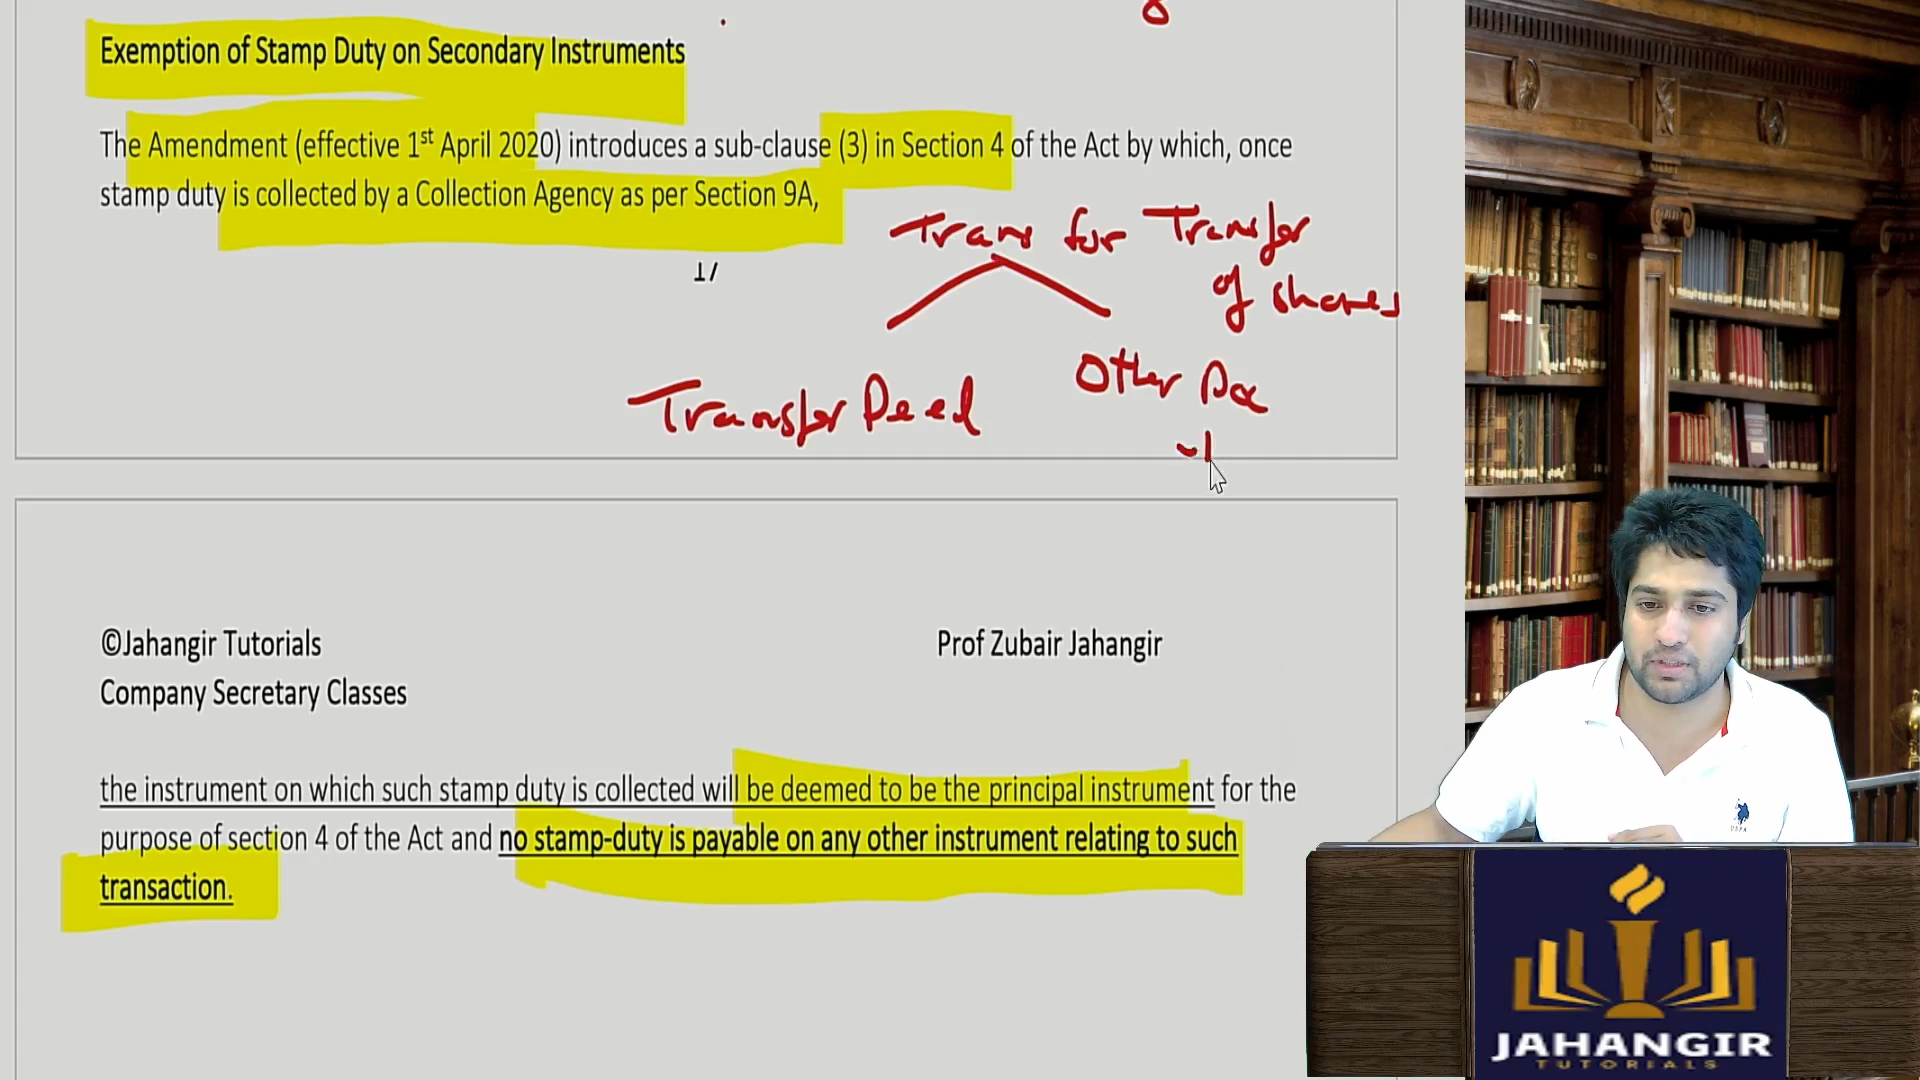 Exemption of Stamp Duty on Secondary Instruments
The Amendment (effective 1st April 2020) introduces a sub-clause (3) in Section 4 of the Act by which, once
stamp duty is collected by a Collection Agency as per Section 9A,
Trans for Transfer
of shares
17
Transfer Deed
Other Doc
©Jahangir Tutorials
Prof Zubair Jahangir
Company Secretary Classes
the instrument on which such stamp duty is collected will be deemed to be the principal instrument for the
purpose of section 4 of the Act and no stamp-duty is payable on any other instrument relating to such
transaction.
USPA
JAHANGIR
TUTORIALS